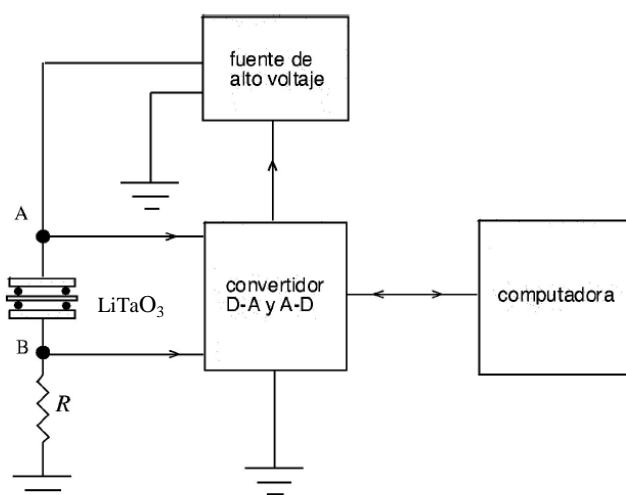 fuente de
alto voltaje
A
convertidor
D-A y A-D
computadora
LiTaO₃
B
R